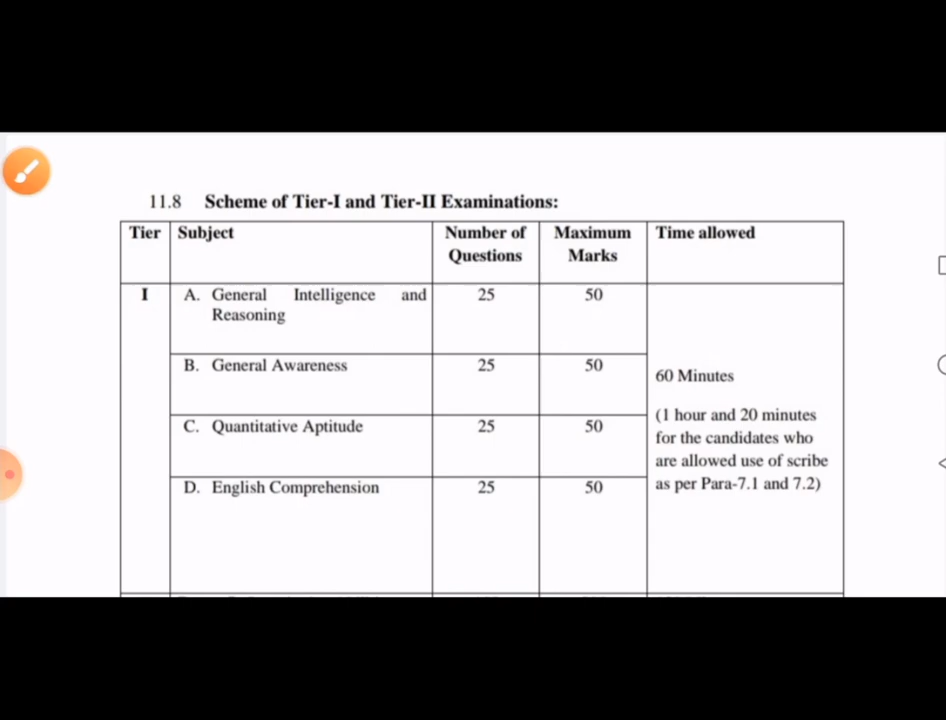 11.8 Scheme of Tier-I and Tier-II Examinations:
Tier Subject Number of Questions Maximum Marks Time allowed
I A. General Intelligence and Reasoning 25 50
B. General Awareness 25 50
C. Quantitative Aptitude 25 50
D. English Comprehension 25 50
60 Minutes
(1 hour and 20 minutes
for the candidates who
are allowed use of scribe
as per Para-7.1 and 7.2)